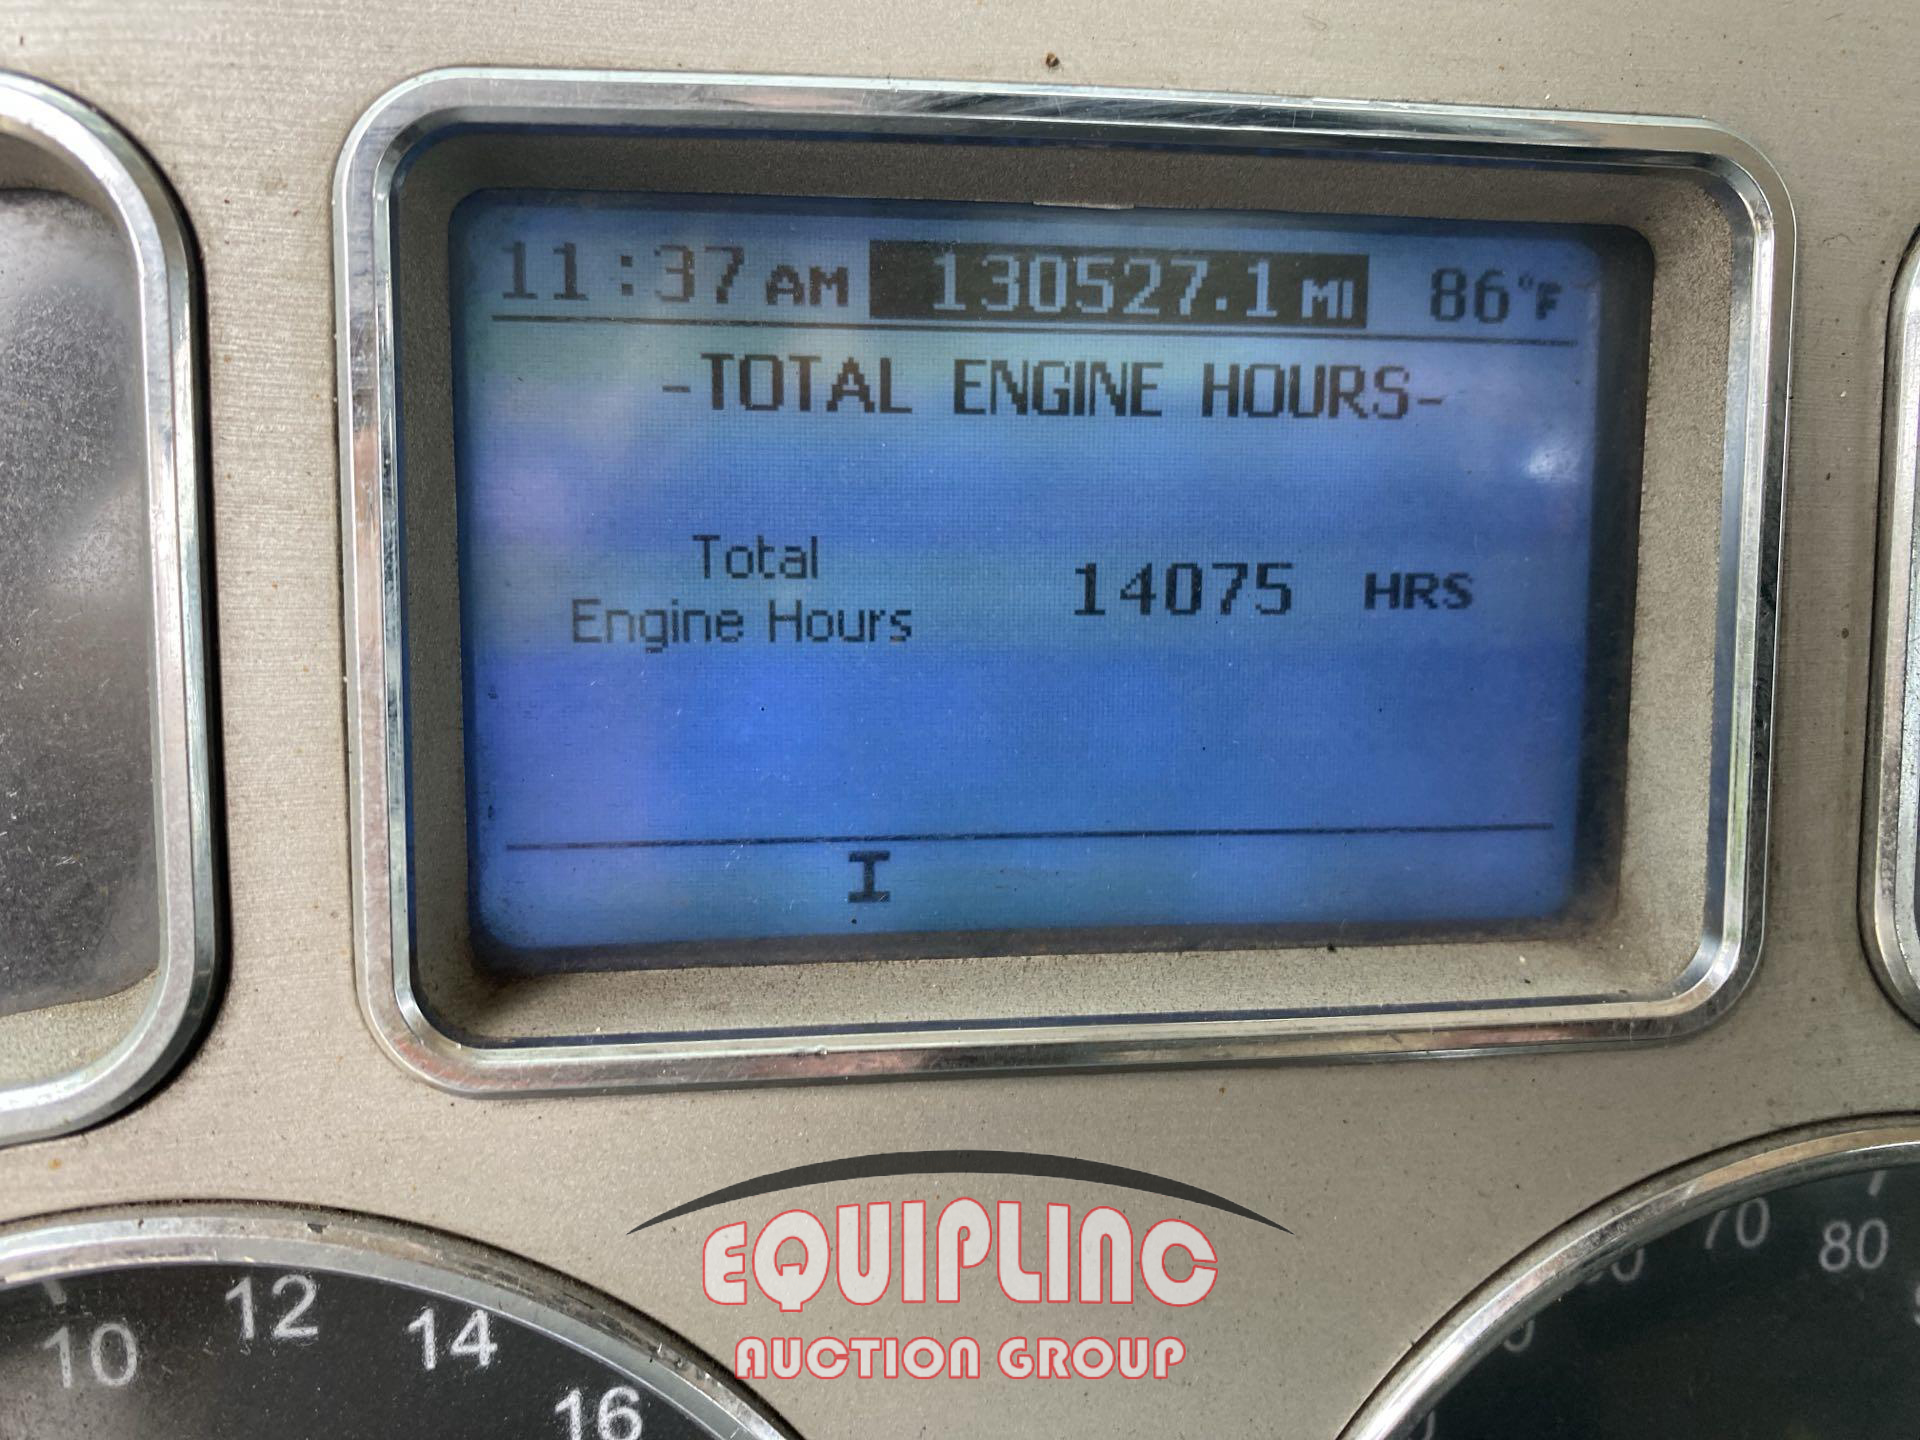 11:37 AM 130527.1 MI 86°F
-TOTAL ENGINE HOURS-
Total
Engine Hours
14075 HRS
I
EQUIPLINC
AUCTION GROUP
10 12 14 16
70 80